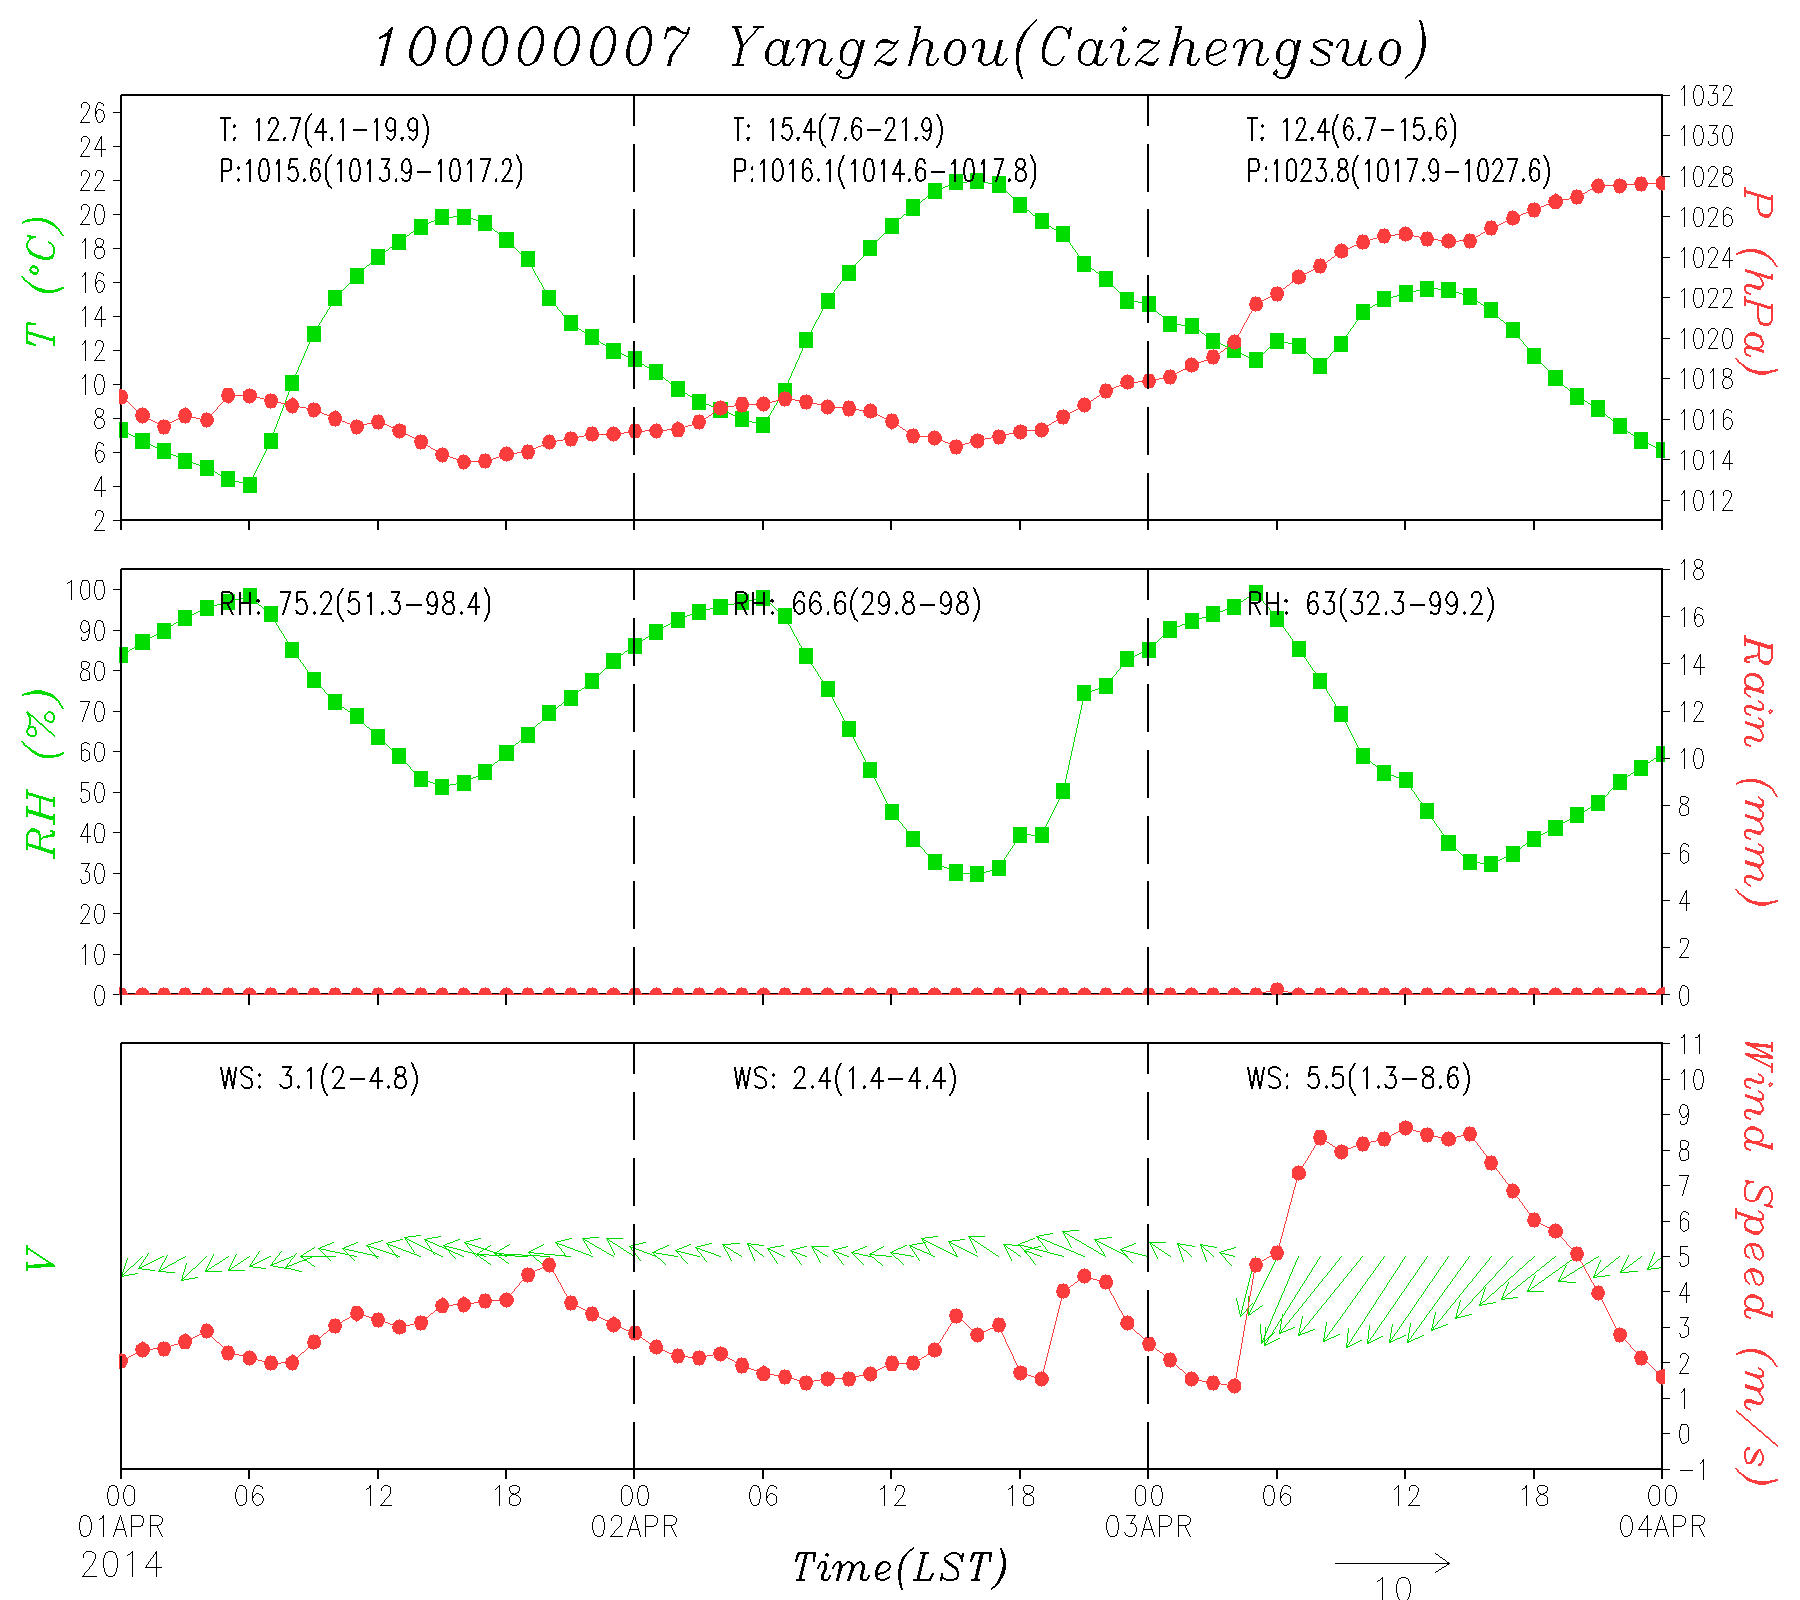 100000007 Yangzhou(Caizhengsuo)
T: 12.7(4.1-19.9)
P:1015.6(1013.9-1017.2)
T: 15.4(7.6-21.9)
P:1016.1(1014.6-1017.8)
T: 12.4(6.7-15.6)
P:1023.8(1017.9-1027.6)
26
24
22
20
18
16
14
12
10
8
6
4
2
T (°C)
1032
1030
1028
1026
1024
1022
1020
1018
1016
1014
1012
P (hPa)
RH: 75.2(51.3-98.4)
RH: 66.6(29.8-98)
RH: 63(32.3-99.2)
100
90
80
70
60
50
40
30
20
10
0
RH (%)
18
16
14
12
10
8
6
4
2
0
Rain (mm)
WS: 3.1(2-4.8)
WS: 2.4(1.4-4.4)
WS: 5.5(1.3-8.6)
V
11
10
9
8
7
6
5
4
3
2
1
0
-1
Wind Speed (m/s)
00 06 12 18 00 06 12 18 00 06 12 18 00
01APR 02APR 03APR 04APR
2014
Time(LST)
10